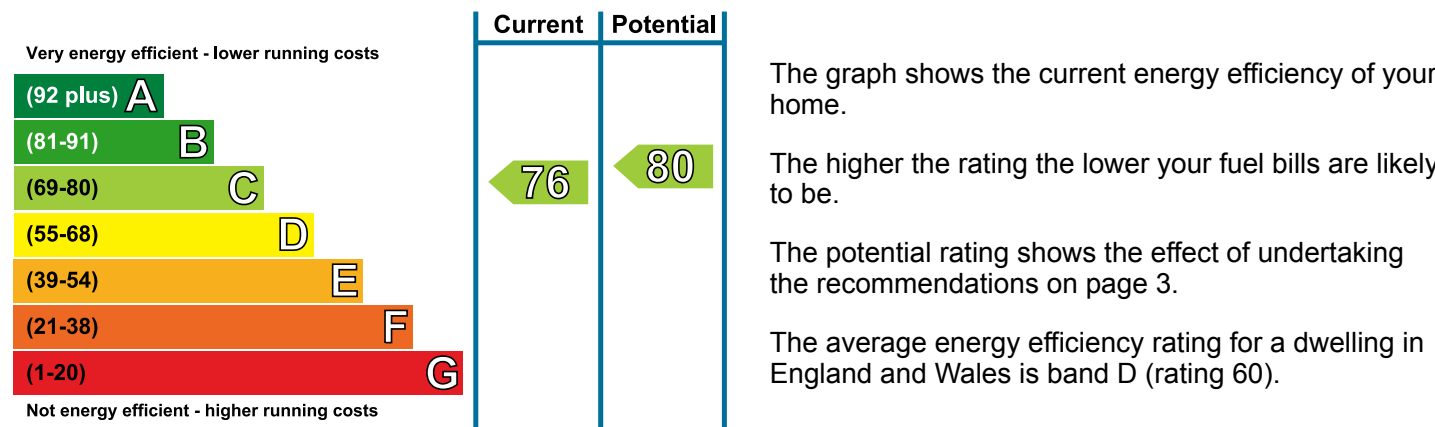 Current Potential
Very energy efficient - lower running costs
(92 plus) A
(81-91) B
(69-80) C
76
80
(55-68) D
(39-54) E
(21-38) F
(1-20) G
Not energy efficient - higher running costs
The graph shows the current energy efficiency of your
home.
The higher the rating the lower your fuel bills are likely
to be.
The potential rating shows the effect of undertaking
the recommendations on page 3.
The average energy efficiency rating for a dwelling in
England and Wales is band D (rating 60).